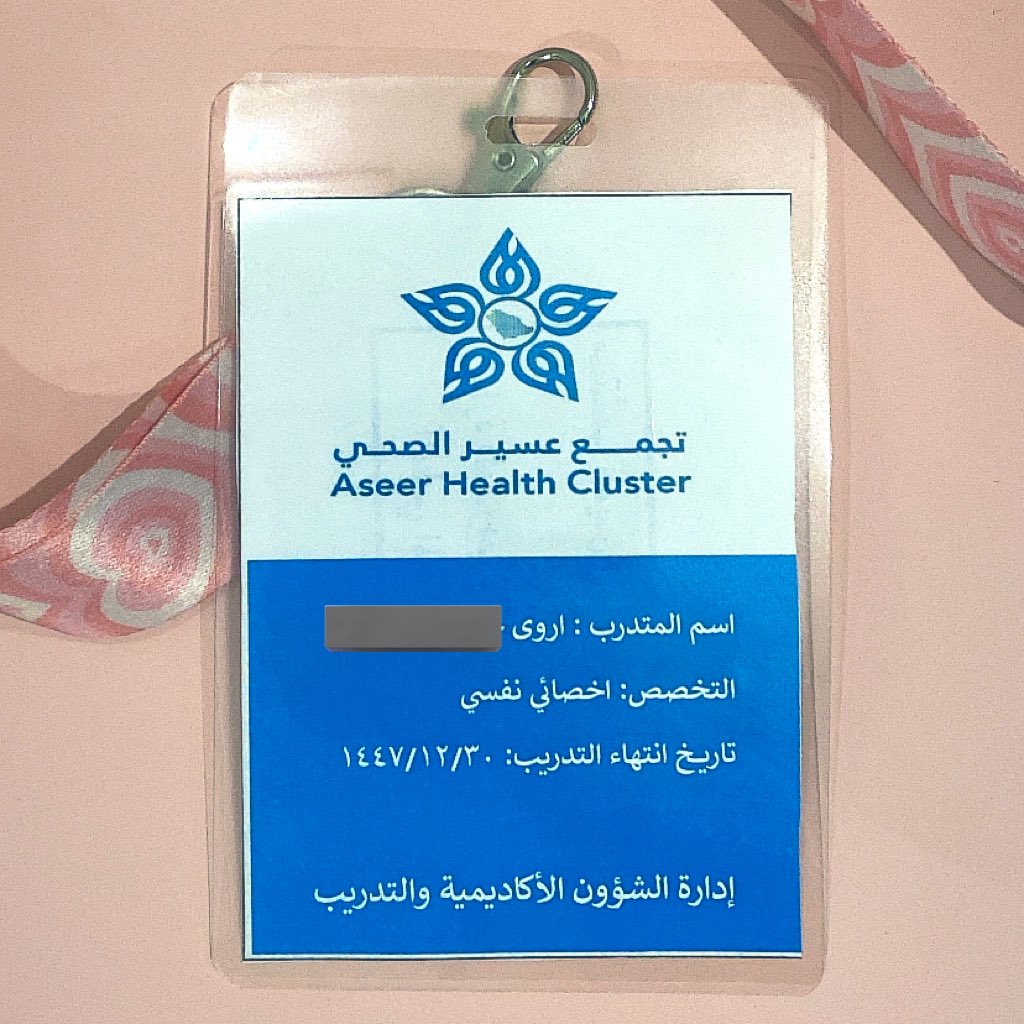 تجمع عسير الصحي
Aseer Health Cluster
اسم المتدرب : اروى
التخصص: اخصائي نفسي
تاريخ انتهاء التدريب: ١٤٤٧/١٢/٣٠
إدارة الشؤون الأكاديمية والتدريب